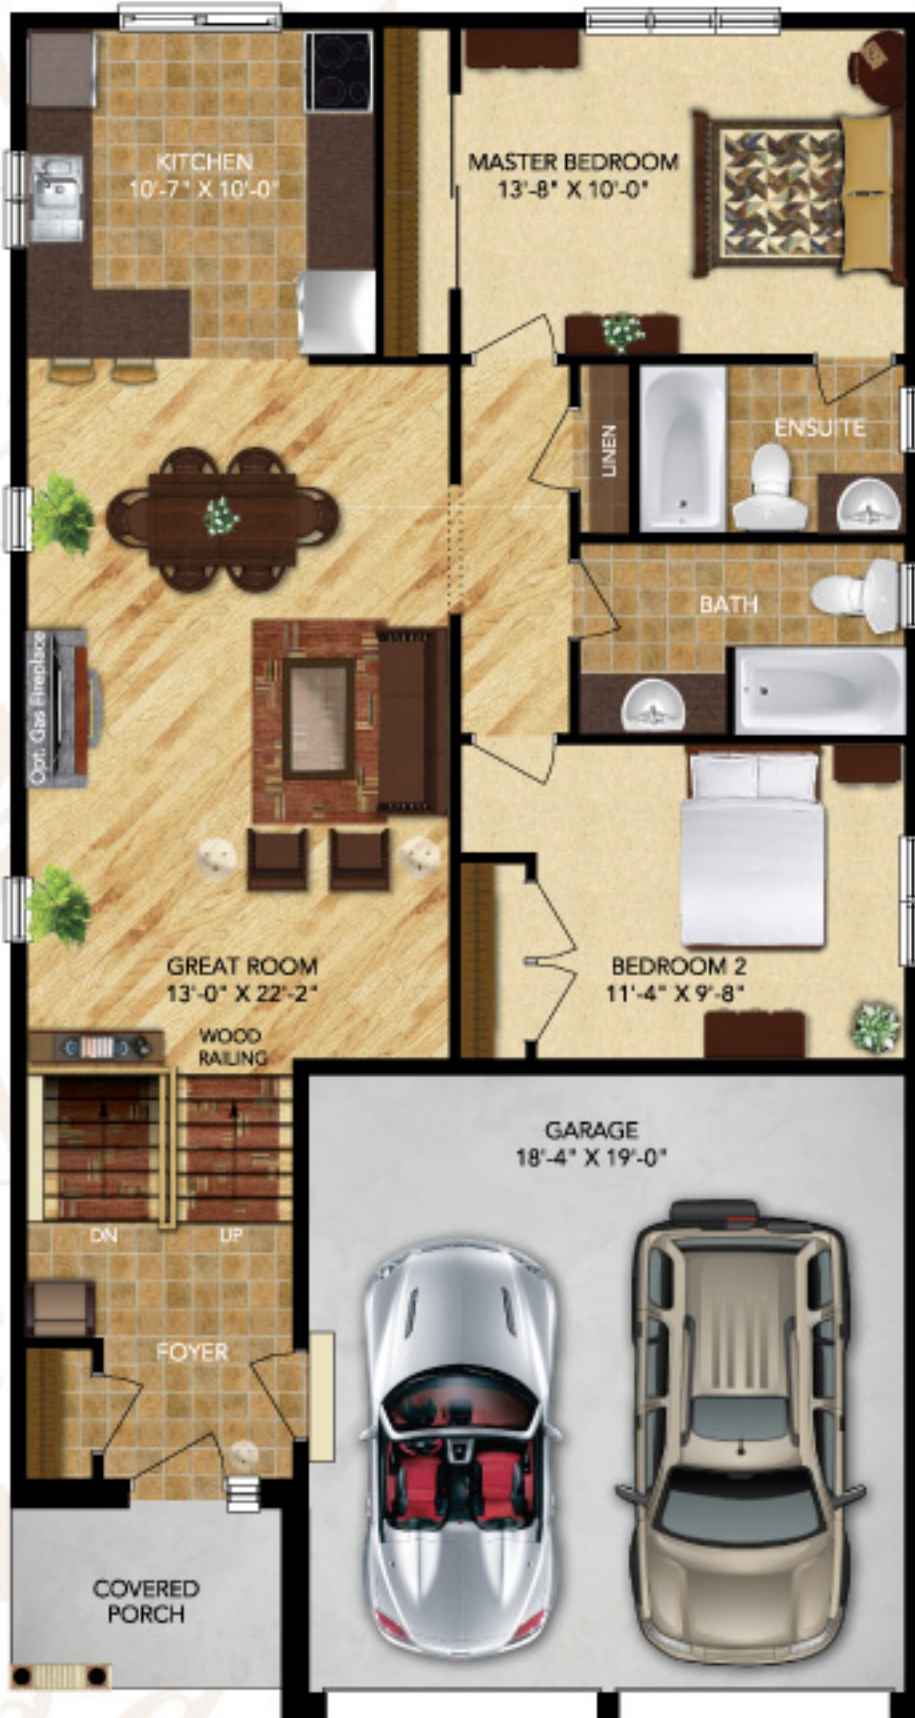 KITCHEN
10'-7" X 10'-0"
MASTER BEDROOM
13'-8" X 10'-0"
LINEN
ENSUITE
BATH
Opt. Gas Fireplace
GREAT ROOM
13'-0" X 22'-2"
BEDROOM 2
11'-4" X 9'-8"
WOOD
RAILING
GARAGE
18'-4" X 19'-0"
DN
UP
FOYER
COVERED
PORCH